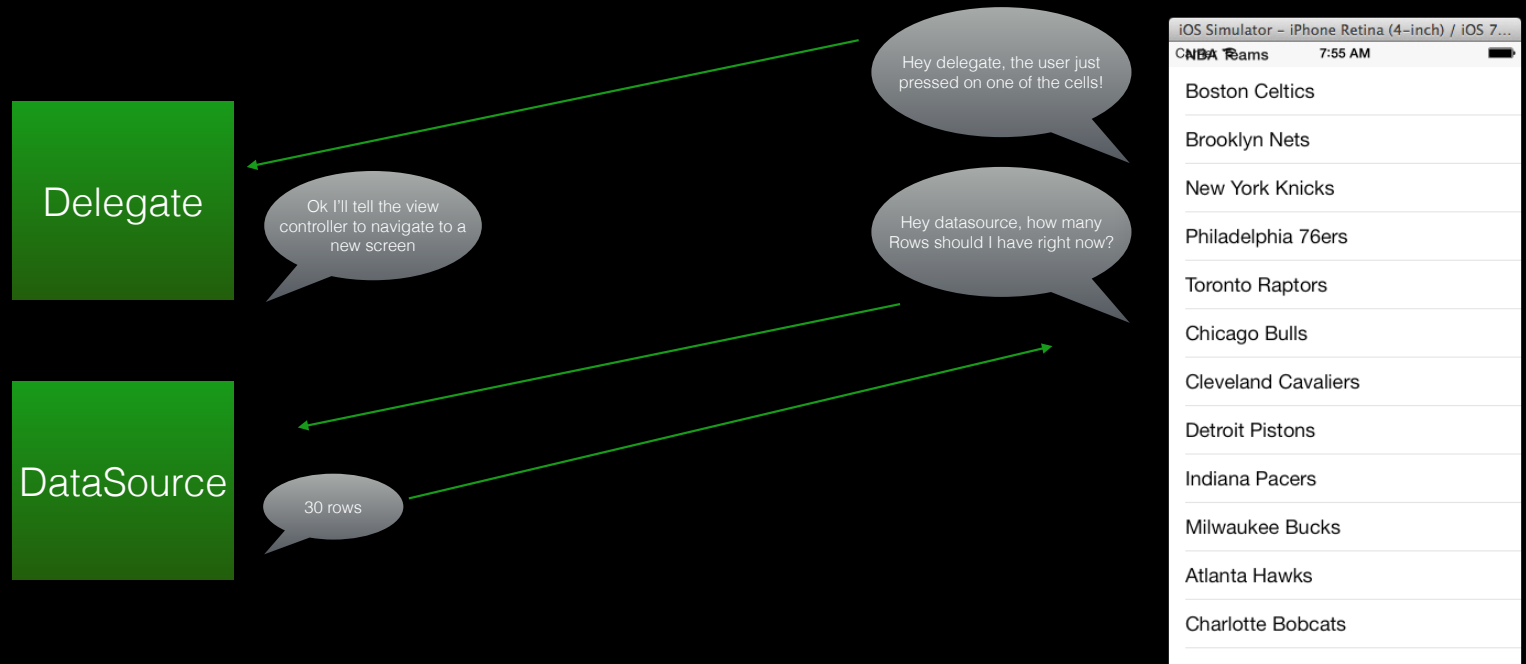 Delegate
Ok I'll tell the view
controller to navigate to a
new screen
DataSource
30 rows
Hey delegate, the user just
pressed on one of the cells!
Hey datasource, how many
Rows should I have right now?
iOS Simulator - iPhone Retina (4-inch) / iOS 7...
NBA Teams 7:55 AM
Boston Celtics
Brooklyn Nets
New York Knicks
Philadelphia 76ers
Toronto Raptors
Chicago Bulls
Cleveland Cavaliers
Detroit Pistons
Indiana Pacers
Milwaukee Bucks
Atlanta Hawks
Charlotte Bobcats